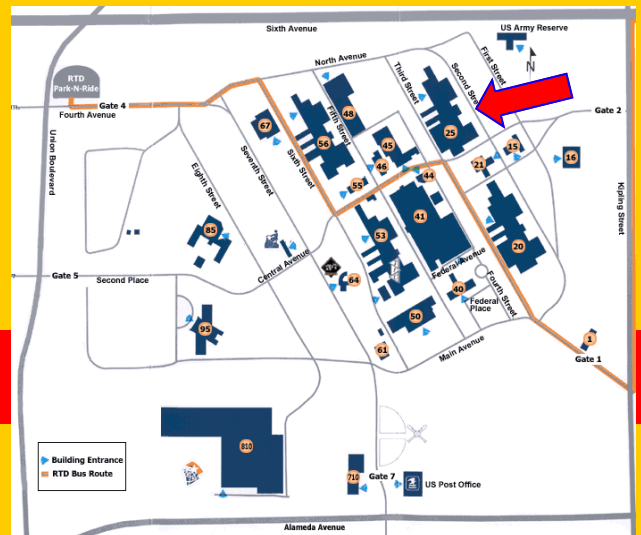 US Army Reserve
Sixth Avenue
North Avenue
First Street
N
RTD
Park-N-Ride
Third Street
Second Street
Gate 4
Fourth Avenue
Gate 2
Fifth Street
48
67
25
56
45
15
Union Boulevard
Seventh Street
46
21
16
Sixth Street
44
55
Eighth Street
Kipling Street
41
85
53
20
Central Avenue
Federal Avenue
Gate 5
Second Place
64
40
Fourth Street
Federal
Place
50
95
1
61
Main Avenue
Gate 1
810
Building Entrance
RTD Bus Route
710
Gate 7
US Post Office
Alameda Avenue